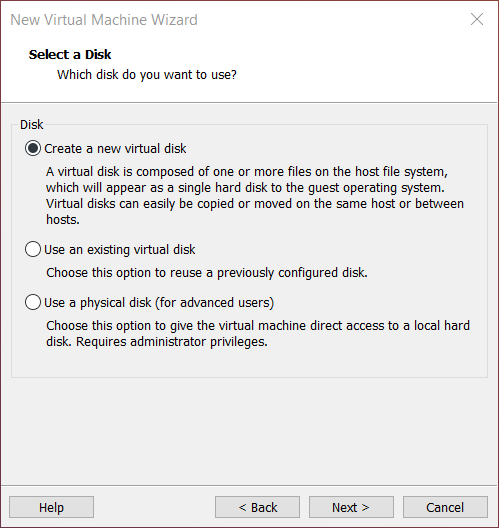 New Virtual Machine Wizard
Select a Disk
Which disk do you want to use?
Disk
Create a new virtual disk
A virtual disk is composed of one or more files on the host file system,
which will appear as a single hard disk to the guest operating system.
Virtual disks can easily be copied or moved on the same host or between
hosts.
Use an existing virtual disk
Choose this option to reuse a previously configured disk.
Use a physical disk (for advanced users)
Choose this option to give the virtual machine direct access to a local hard
disk. Requires administrator privileges.
Help
< Back
Next >
Cancel